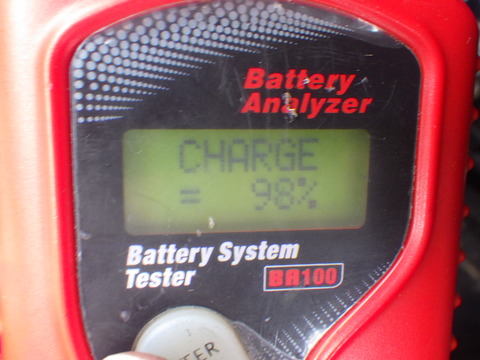 Battery
Analyzer
CHARGE
= 98%
Battery System
Tester
BA100